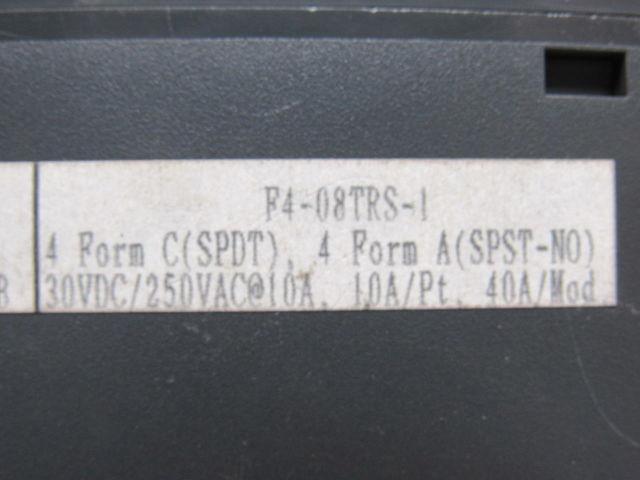 F4-08TRS-1
4 Form C(SPDT), 4 Form A(SPST-NO)
30VDC/250VAC@10A, 10A/Pt, 40A/Mod